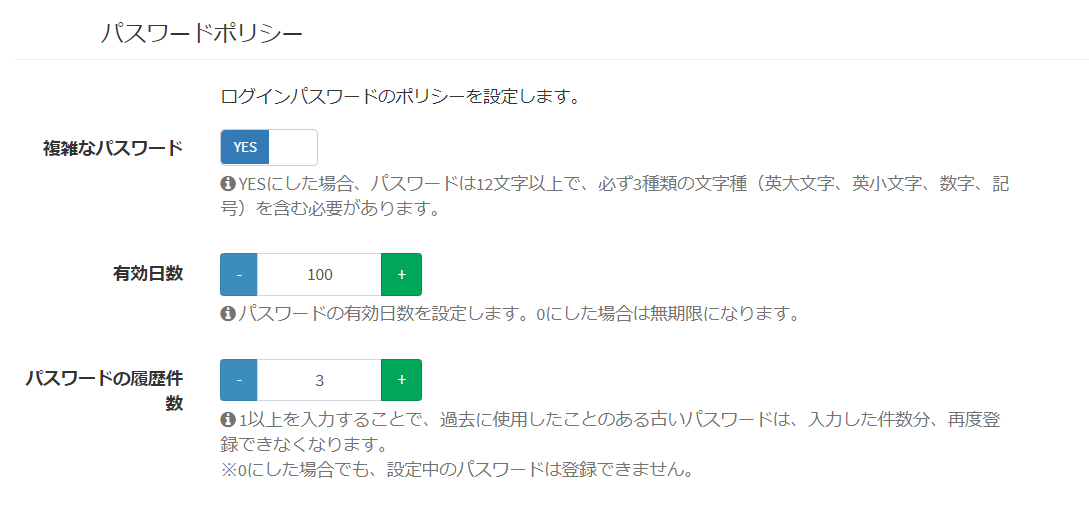 パスワードポリシー
ログインパスワードのポリシーを設定します。
複雑なパスワード
YES
YESにした場合、パスワードは12文字以上で、必ず3種類の文字種（英大文字、英小文字、数字、記
号）を含む必要があります。
有効日数
- 100 +
パスワードの有効日数を設定します。0にした場合は無期限になります。
パスワードの履歴件
数
- 3 +
1以上を入力することで、過去に使用したことのある古いパスワードは、入力した件数分、再度登
録できなくなります。
※0にした場合でも、設定中のパスワードは登録できません。